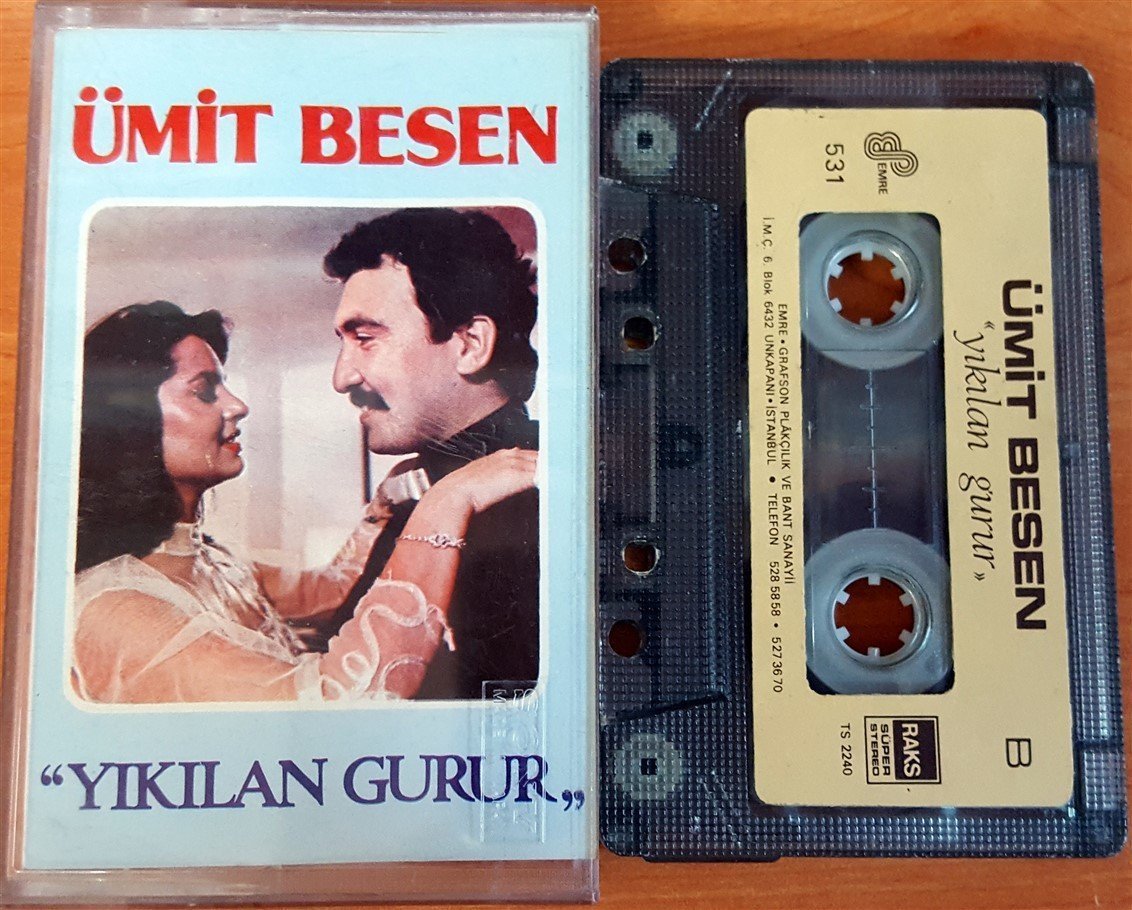 ÜMİT BESEN
“YIKILAN GURUR„
EMRE
531
ÜMİT BESEN
“yıkılan gurur”
EMRE • GRAFSON PLÂKÇILIK VE BANT SANAYİİ
İ.M.Ç. 6. Blok 6432 UNKAPANI • İSTANBUL • TELEFON 528 58 58 • 527 36 70
B
RAKS
SÜPER
STEREO
TS 2240